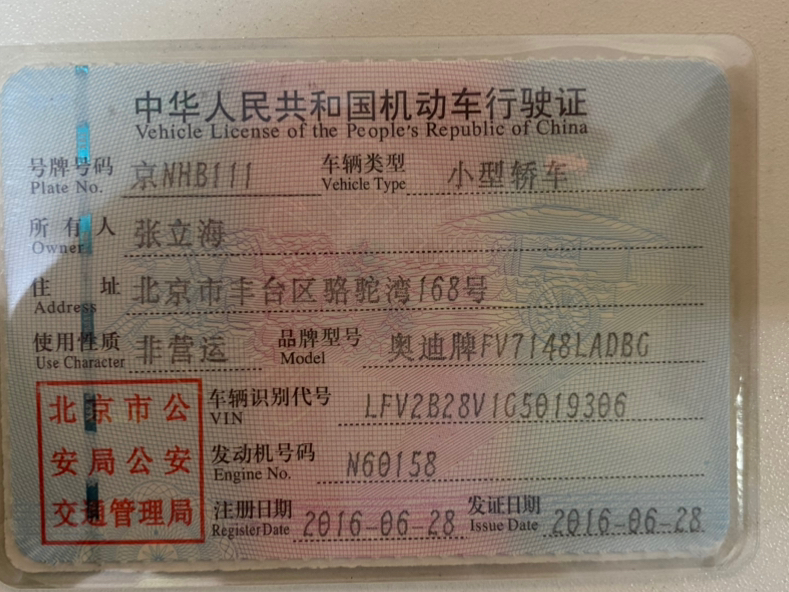 中华人民共和国机动车行驶证
Vehicle License of the People's Republic of China
号牌号码 京NHB111 车辆类型 小型轿车
Plate No. Vehicle Type
所有人 张立海
Owner
住址 北京市丰台区骆驼湾168号
Address
使用性质 非营运 品牌型号 奥迪牌FV7148LADBG
Use Character Model
北京市公
安局公安
交通管理局
车辆识别代号 LFV2B28V1G5019306
VIN
发动机号码 N60158
Engine No.
注册日期 2016-06-28 发证日期 2016-06-28
Register Date Issue Date